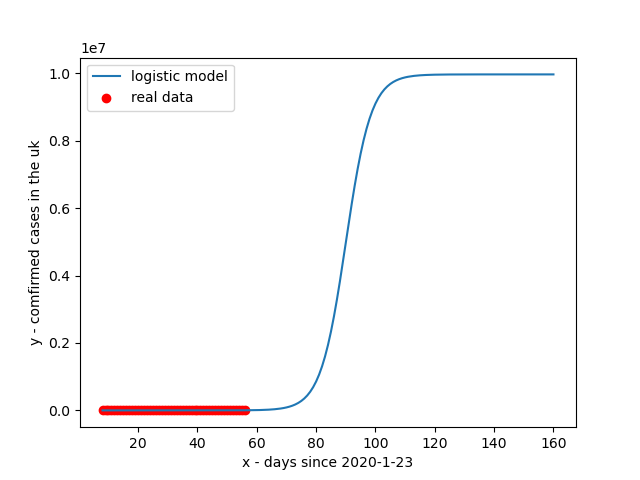 1e7
logistic model
real data
1.0
0.8
0.6
0.4
0.2
0.0
y - comfirmed cases in the uk
20 40 60 80 100 120 140 160
x - days since 2020-1-23